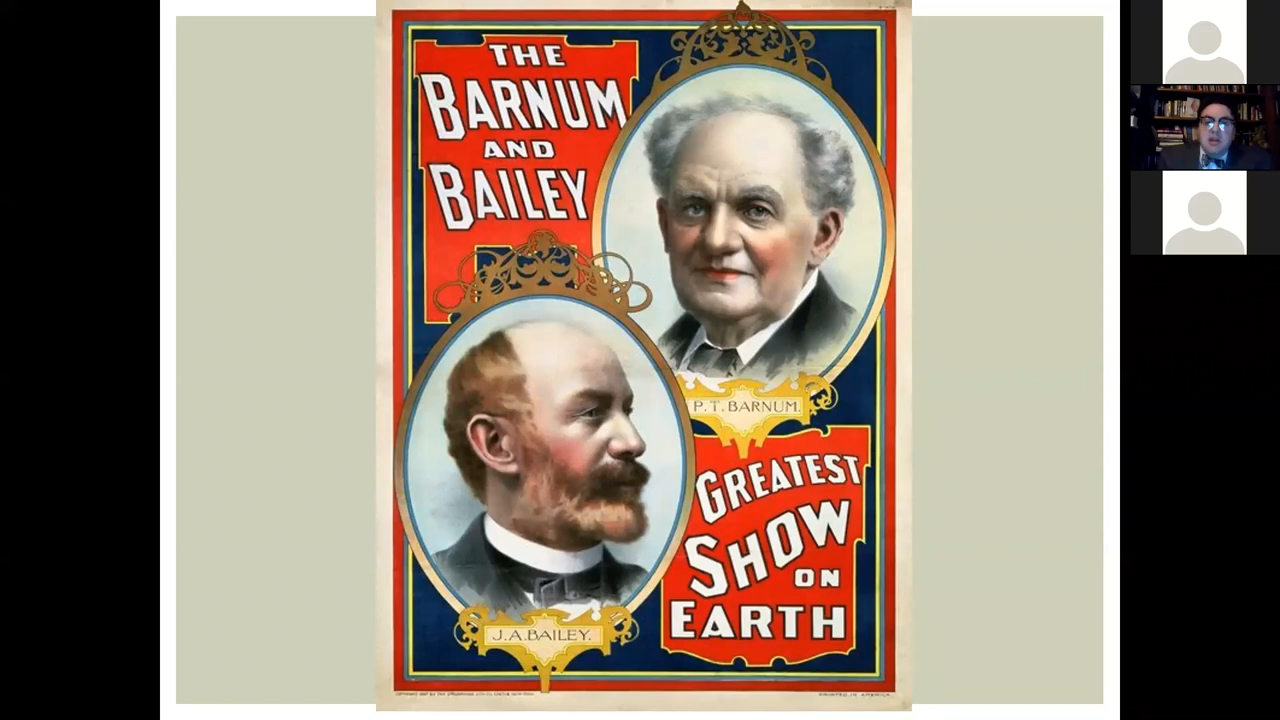 THE
BARNUM
AND
BAILEY
P.T. BARNUM.
J.A.BAILEY.
GREATEST
SHOW
ON
EARTH
PRINTED IN AMERICA